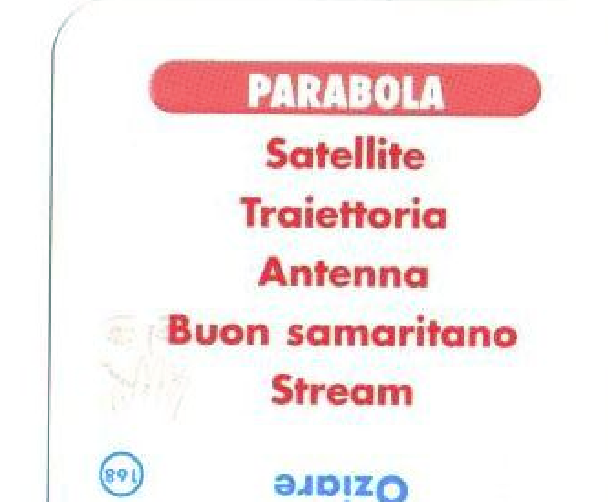 PARABOLA
Satellite
Traiettoria
Antenna
Buon samaritano
Stream
168
Oziare